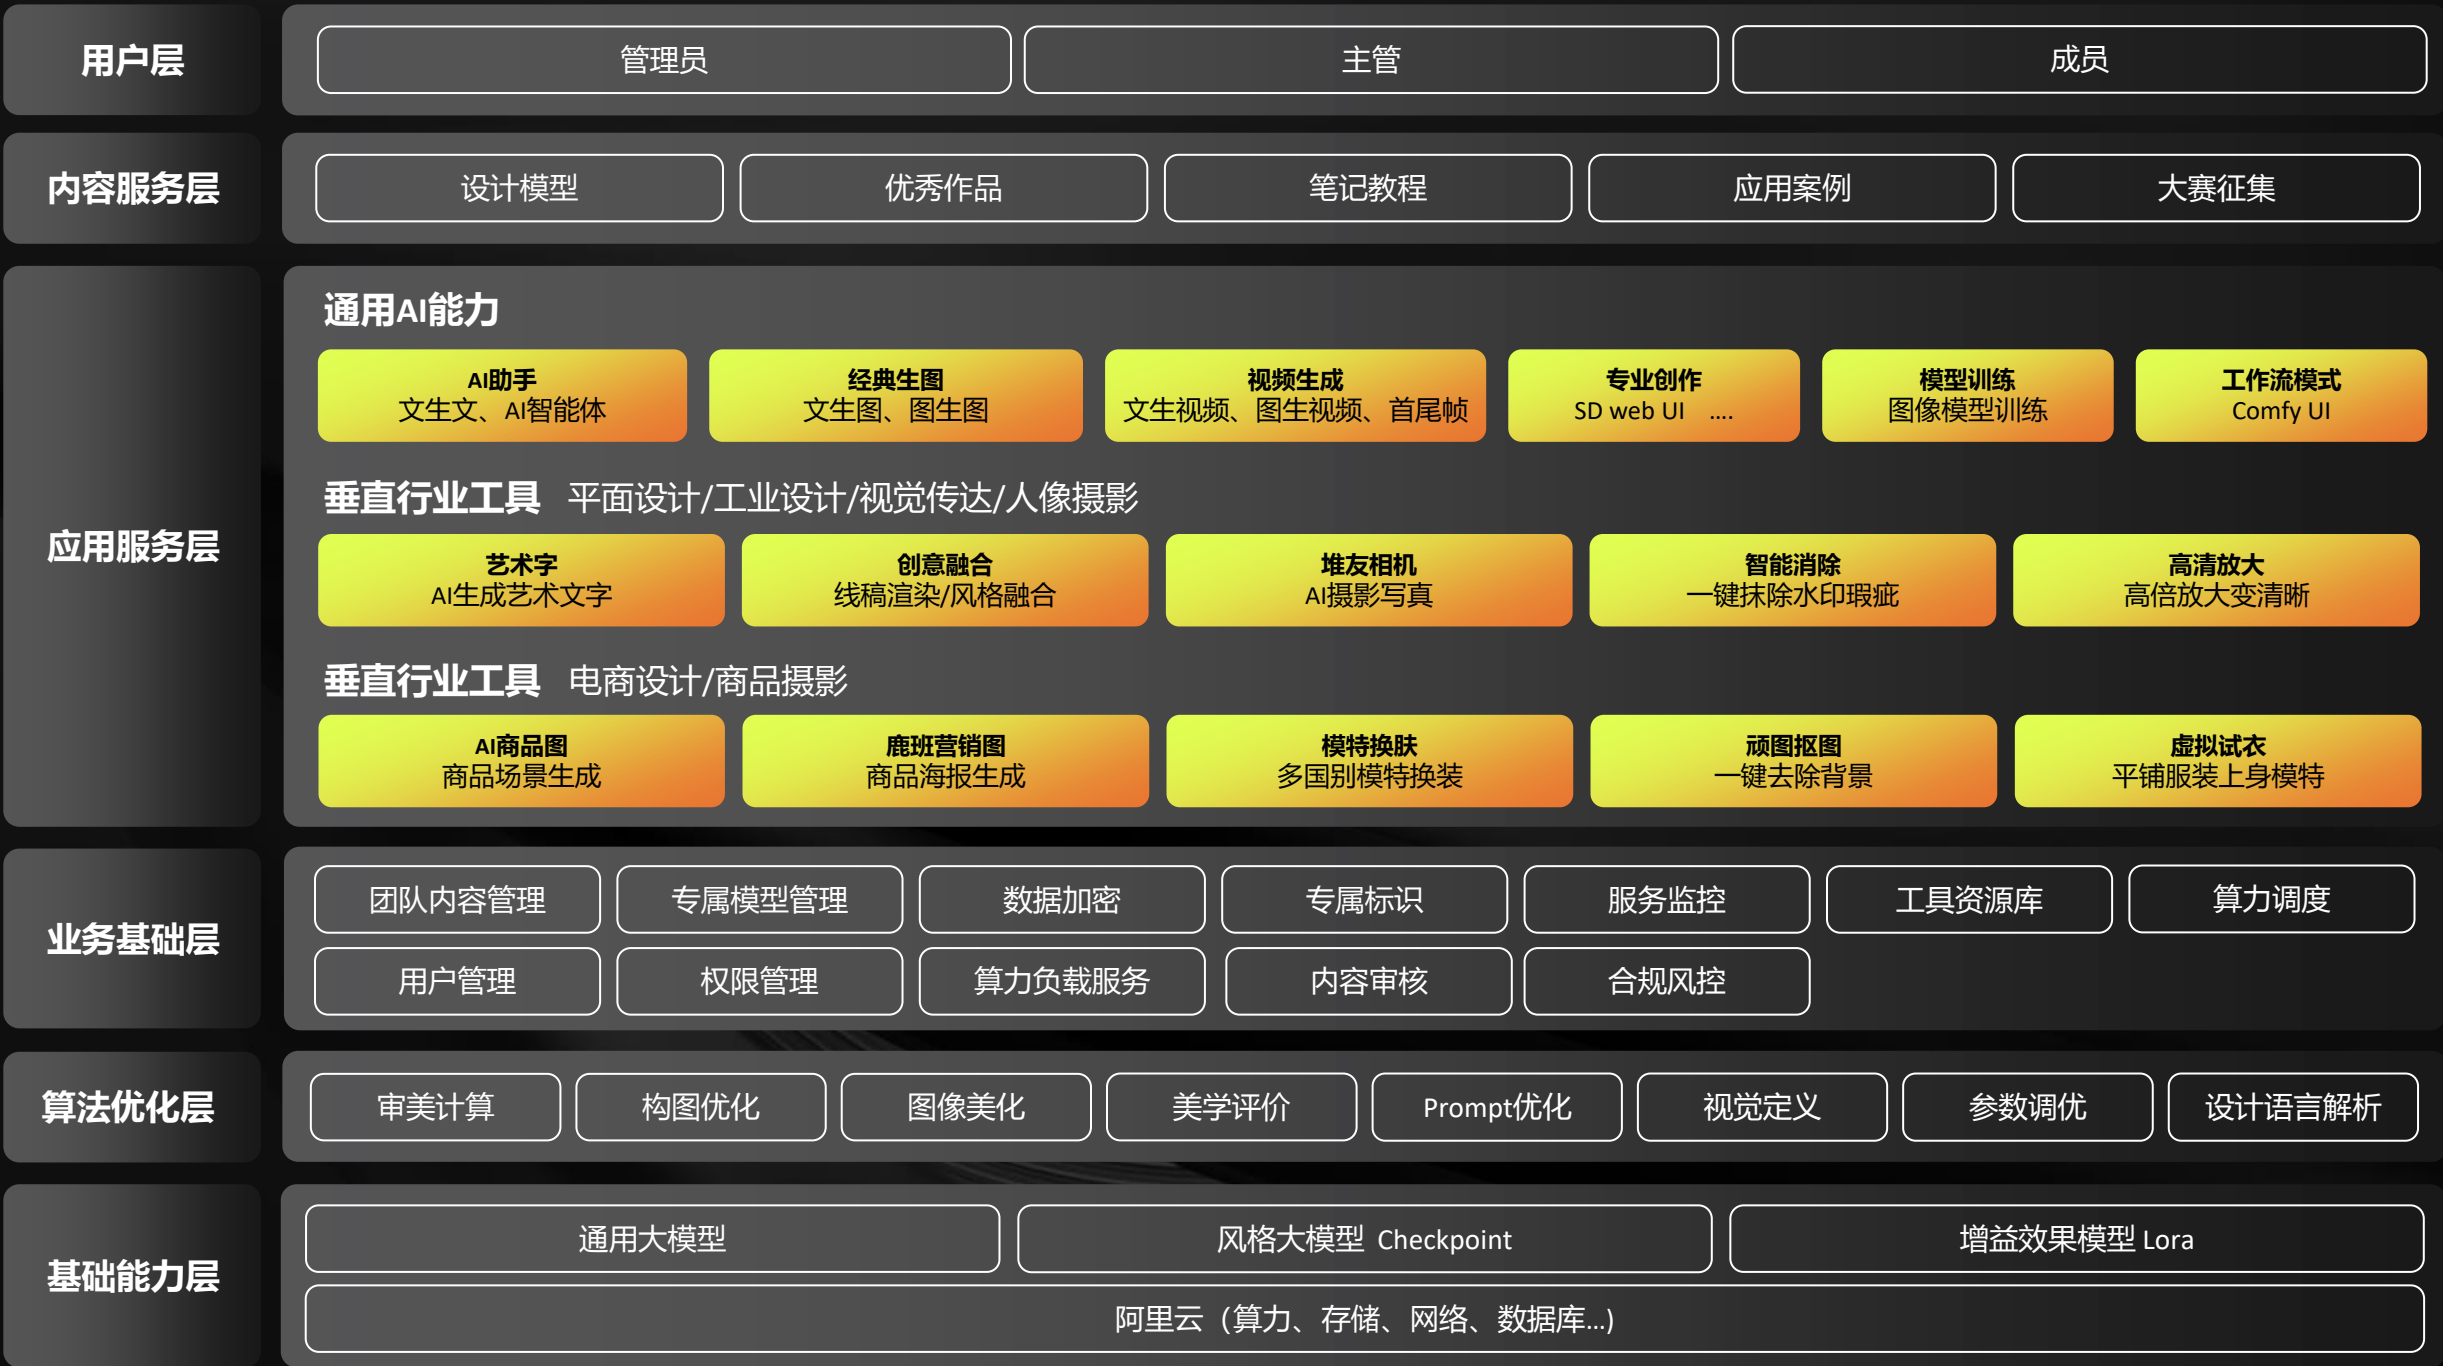 用户层
管理员
主管
成员
内容服务层
设计模型
优秀作品
笔记教程
应用案例
大赛征集
应用服务层
通用AI能力
AI助手
文生文、AI智能体
经典生图
文生图、图生图
视频生成
文生视频、图生视频、首尾帧
专业创作
SD web UI ....
模型训练
图像模型训练
工作流模式
Comfy UI
垂直行业工具 平面设计/工业设计/视觉传达/人像摄影
艺术字
AI生成艺术文字
创意融合
线稿渲染/风格融合
堆友相机
AI摄影写真
智能消除
一键抹除水印瑕疵
高清放大
高倍放大变清晰
垂直行业工具 电商设计/商品摄影
AI商品图
商品场景生成
鹿班营销图
商品海报生成
模特换肤
多国别模特换装
顽图抠图
一键去除背景
虚拟试衣
平铺服装上身模特
业务基础层
团队内容管理
专属模型管理
数据加密
专属标识
服务监控
工具资源库
算力调度
用户管理
权限管理
算力负载服务
内容审核
合规风控
算法优化层
审美计算
构图优化
图像美化
美学评价
Prompt优化
视觉定义
参数调优
设计语言解析
基础能力层
通用大模型
风格大模型 Checkpoint
增益效果模型 Lora
阿里云（算力、存储、网络、数据库...)